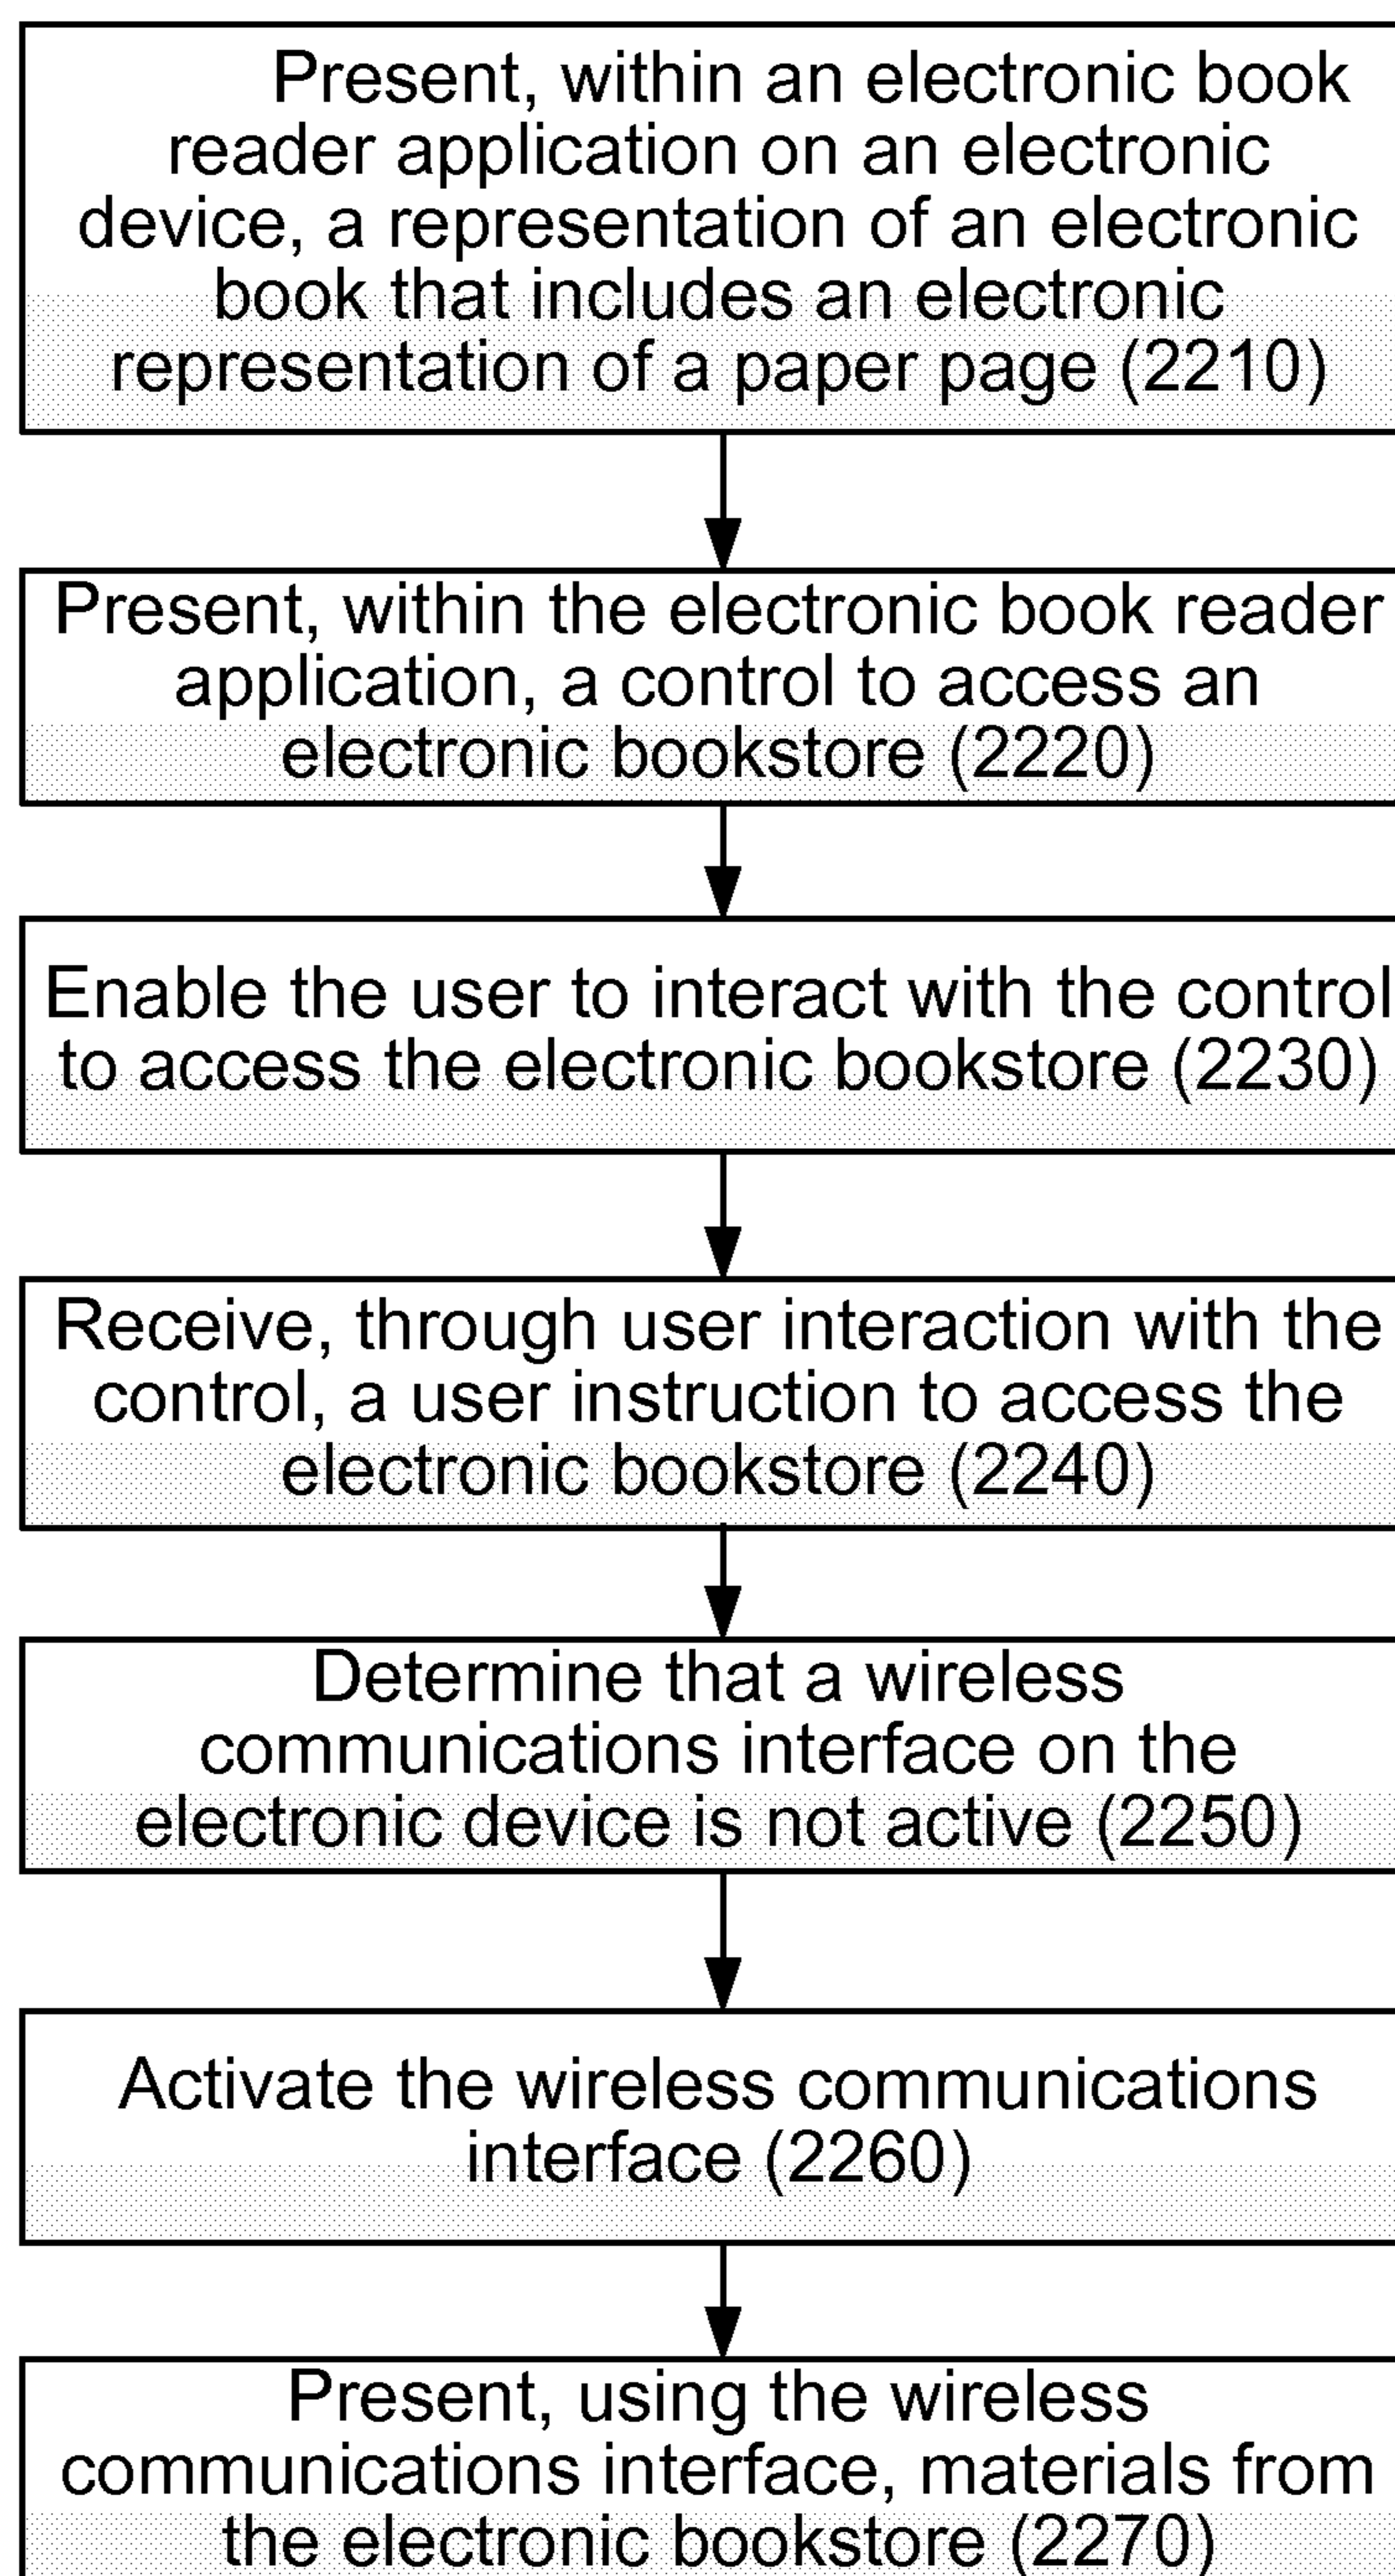 Present, within an electronic book
reader application on an electronic
device, a representation of an electronic
book that includes an electronic
representation of a paper page (2210)
Present, within the electronic book reader
application, a control to access an
electronic bookstore (2220)
Enable the user to interact with the control
to access the electronic bookstore (2230)
Receive, through user interaction with the
control, a user instruction to access the
electronic bookstore (2240)
Determine that a wireless
communications interface on the
electronic device is not active (2250)
Activate the wireless communications
interface (2260)
Present, using the wireless
communications interface, materials from
the electronic bookstore (2270)